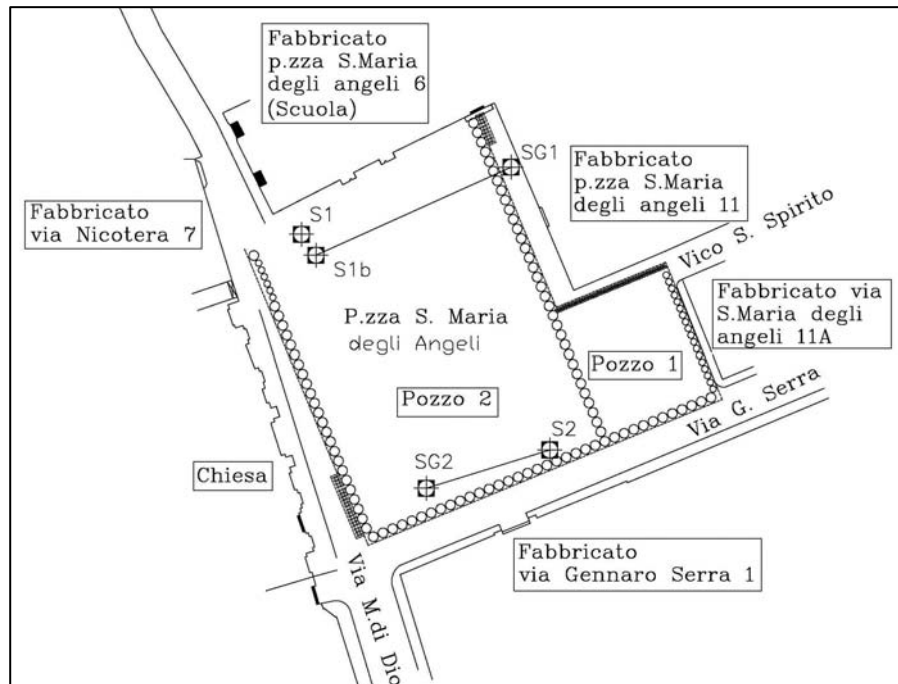 Fabbricato
p.zza S.Maria
degli angeli 6
(Scuola)
SG1
Fabbricato
p.zza S.Maria
degli angeli 11
Fabbricato
via Nicotera 7
S1
S1b
Vico S. Spirito
Fabbricato via
S.Maria degli
angeli 11A
P.zza S. Maria
degli Angeli
Pozzo 1
Pozzo 2
Via G. Serra
S2
SG2
Chiesa
Fabbricato
via Gennaro Serra 1
Via M.di Dio